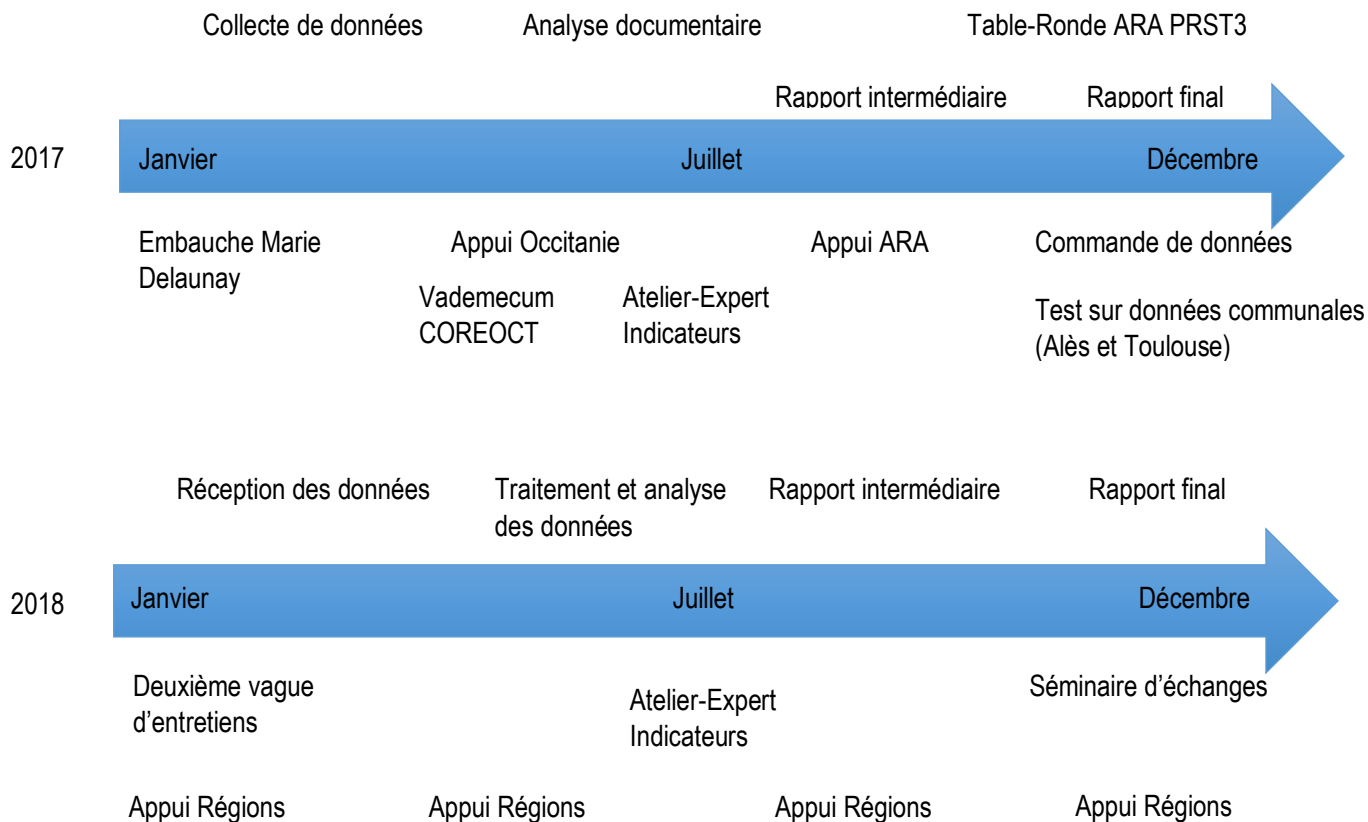 Collecte de données
Analyse documentaire
Table-Ronde ARA PRST3
Rapport intermédiaire
Rapport final
2017
Janvier
Juillet
Décembre
Embauche Marie
Delaunay
Appui Occitanie
Appui ARA
Commande de données
Vademecum
COREOCT
Atelier-Expert
Indicateurs
Test sur données communales
(Alès et Toulouse)
Réception des données
Traitement et analyse
des données
Rapport intermédiaire
Rapport final
2018
Janvier
Juillet
Décembre
Deuxième vague
d’entretiens
Atelier-Expert
Indicateurs
Séminaire d’échanges
Appui Régions
Appui Régions
Appui Régions
Appui Régions